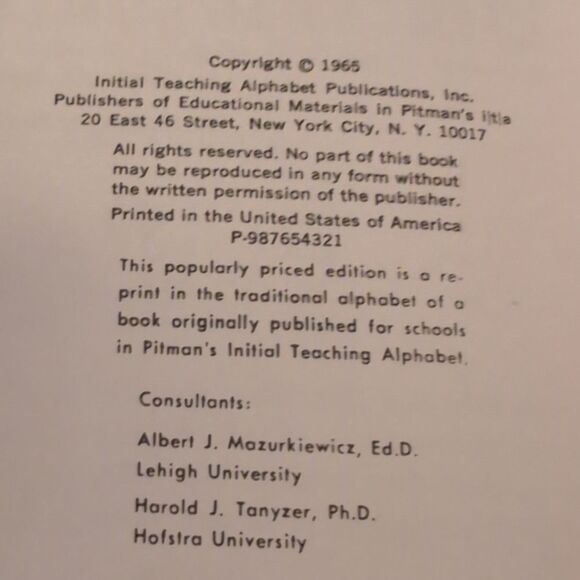 Copyright © 1965
Initial Teaching Alphabet Publications, Inc.
Publishers of Educational Materials in Pitman's i|t|a
20 East 46 Street, New York City, N. Y. 10017
All rights reserved. No part of this book
may be reproduced in any form without
the written permission of the publisher.
Printed in the United States of America
P-987654321
This popularly priced edition is a re-
print in the traditional alphabet of a
book originally published for schools
in Pitman's Initial Teaching Alphabet.
Consultants:
Albert J. Mazurkiewicz, Ed.D.
Lehigh University
Harold J. Tanyzer, Ph.D.
Hofstra University